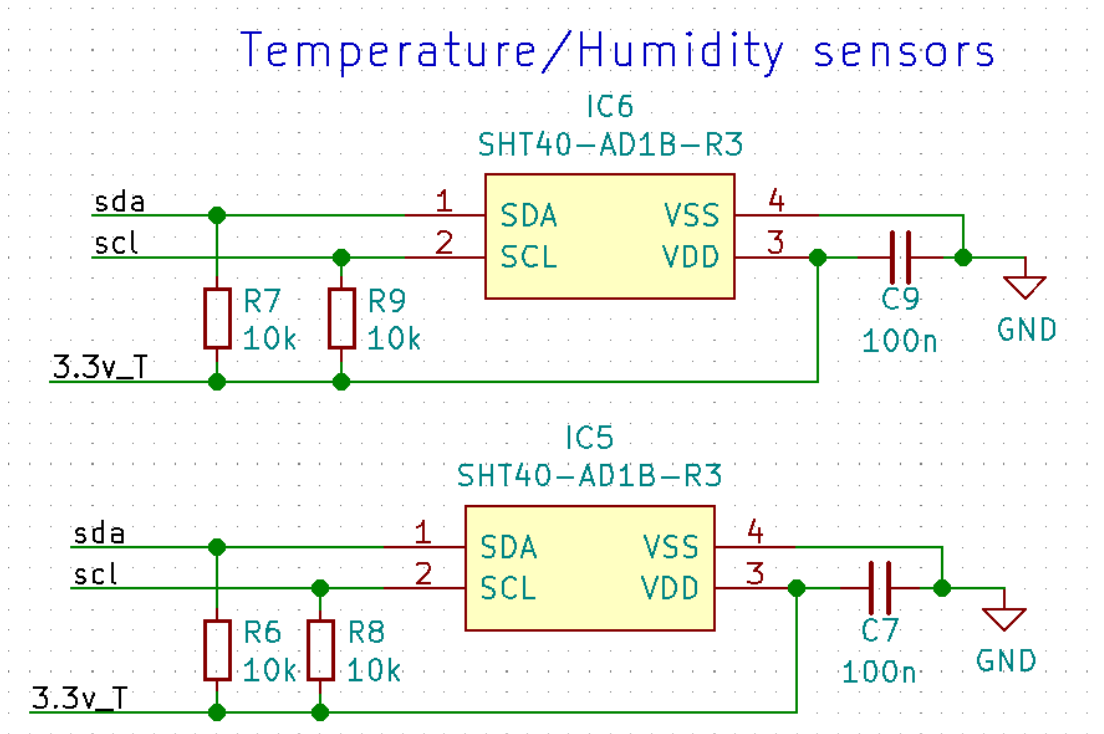 Temperature/Humidity sensors
IC6
SHT40-AD1B-R3
sda
1
SDA
VSS
4
scl
2
SCL
VDD
3
R7
10k
R9
10k
C9
100n
GND
3.3v_T
IC5
SHT40-AD1B-R3
sda
1
SDA
VSS
4
scl
2
SCL
VDD
3
R6
10k
R8
10k
C7
100n
GND
3.3v_T